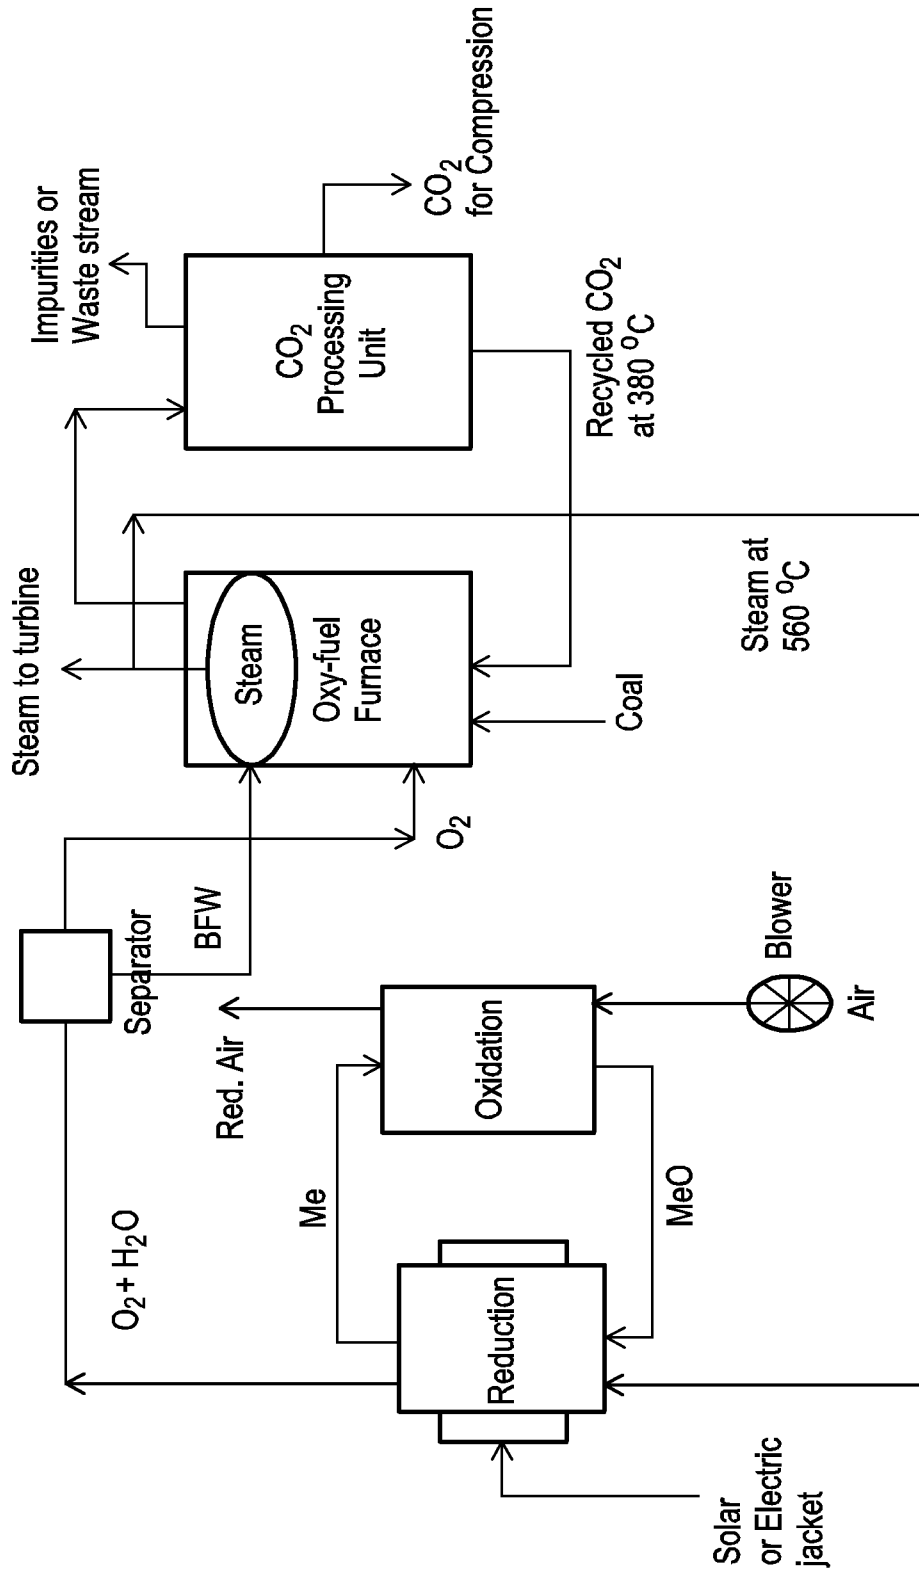 Steam to turbine
Impurities or
Waste stream
O₂ + H₂O
Separator
BFW
O₂
Steam
Oxy-fuel
Furnace
CO₂
Processing
Unit
CO₂
for Compression
Red. Air
Me
Reduction
Oxidation
MeO
Coal
Recycled CO₂
at 380 ⁰C
Blower
Air
Steam at
560 ⁰C
Solar
or Electric
jacket